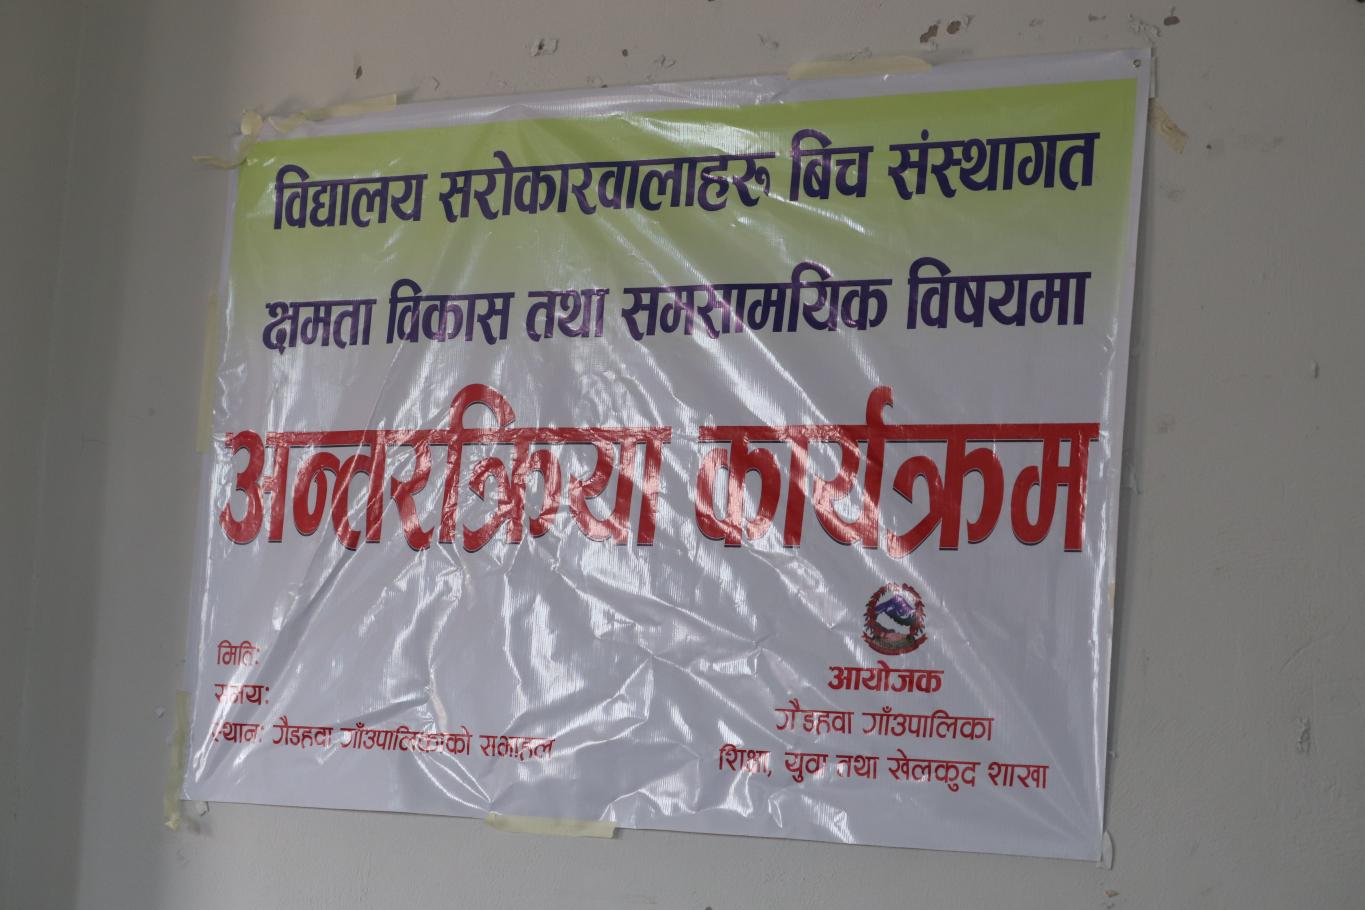 विद्यालय सरोकारवालाहरू बिच संस्थागत
क्षमता विकास तथा समसामयिक विषयमा
अन्तरक्रिया कार्यक्रम
मितिः
समयः
स्थानः गैडहवा गाँउपालिकाको सभाहल
आयोजक
गैडहवा गाँउपालिका
शिक्षा, युवा तथा खेलकुद शाखा